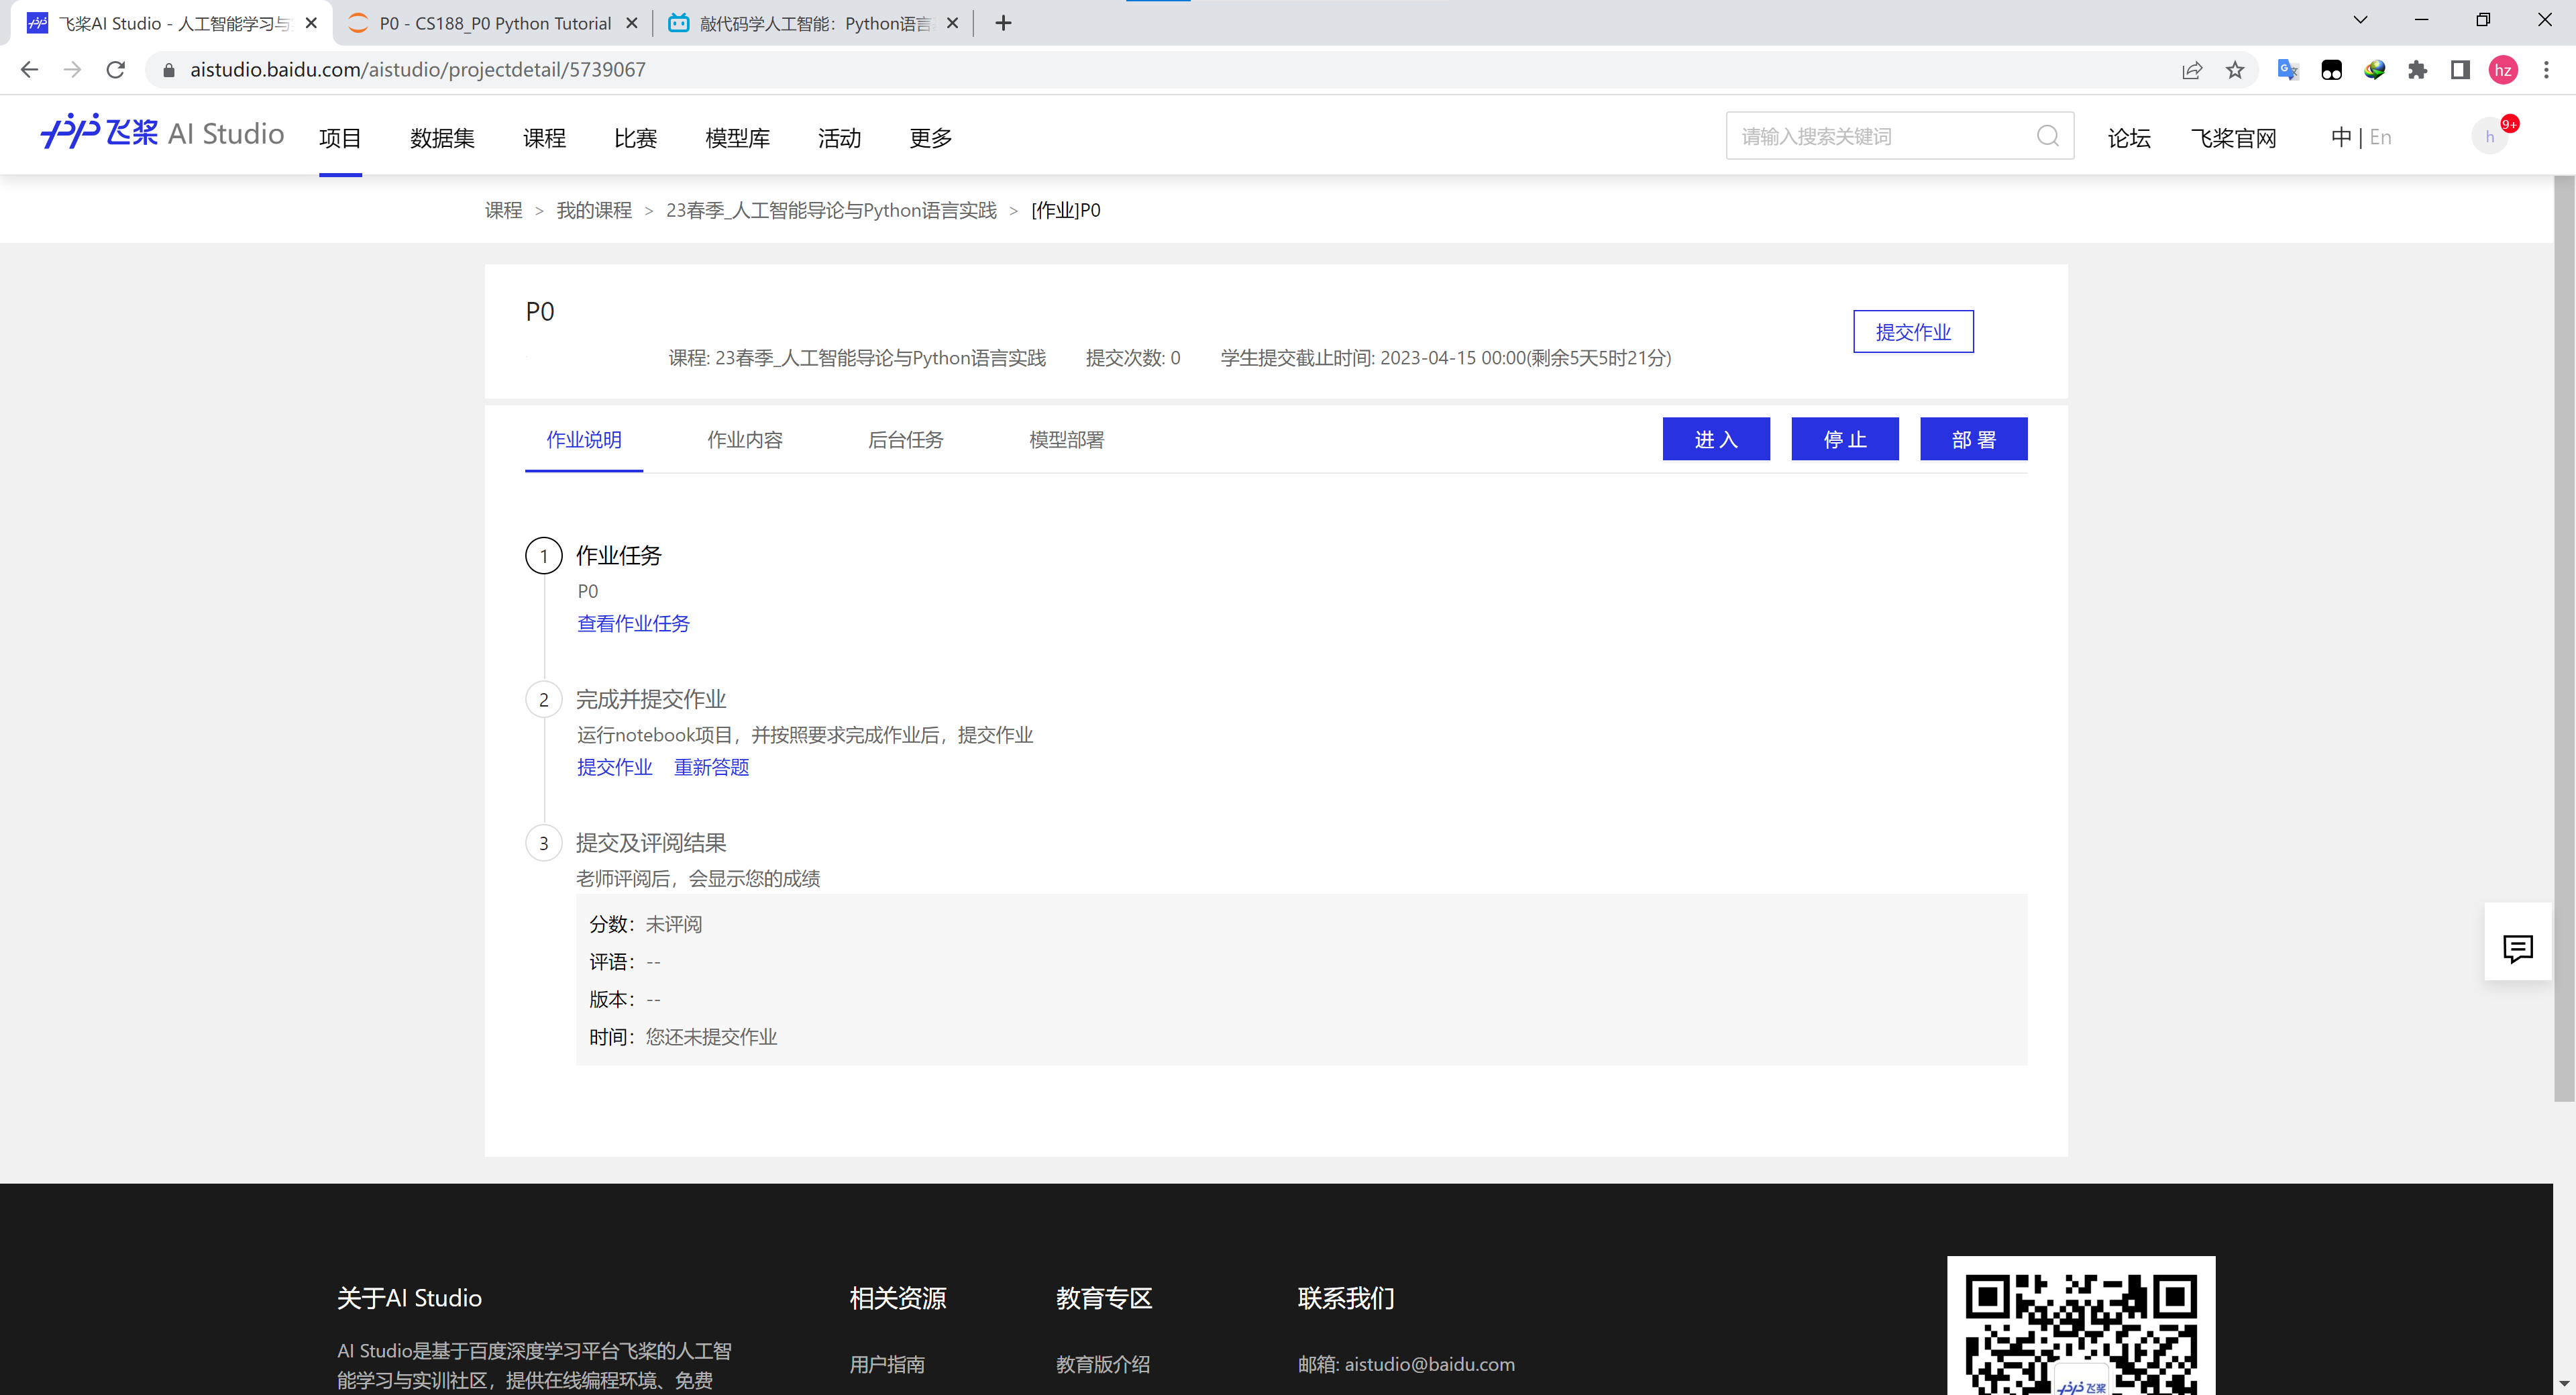 飞桨AI Studio - 人工智能学习与
P0 - CS188_P0 Python Tutorial
敲代码学人工智能：Python语言
aistudio.baidu.com/aistudio/projectdetail/5739067
hz
飞桨 AI Studio
项目
数据集
课程
比赛
模型库
活动
更多
请输入搜索关键词
论坛
飞桨官网
中 | En
h
9+
课程 > 我的课程 > 23春季_人工智能导论与Python语言实践 > [作业]P0
P0
提交作业
课程: 23春季_人工智能导论与Python语言实践
提交次数: 0
学生提交截止时间: 2023-04-15 00:00(剩余5天5时21分)
作业说明
作业内容
后台任务
模型部署
进 入
停 止
部 署
1 作业任务
P0
查看作业任务
2 完成并提交作业
运行notebook项目，并按照要求完成作业后，提交作业
提交作业 重新答题
3 提交及评阅结果
老师评阅后，会显示您的成绩
分数：未评阅
评语：--
版本：--
时间：您还未提交作业
关于AI Studio
AI Studio是基于百度深度学习平台飞桨的人工智
能学习与实训社区，提供在线编程环境、免费
相关资源
用户指南
教育专区
教育版介绍
联系我们
邮箱: aistudio@baidu.com
飞桨